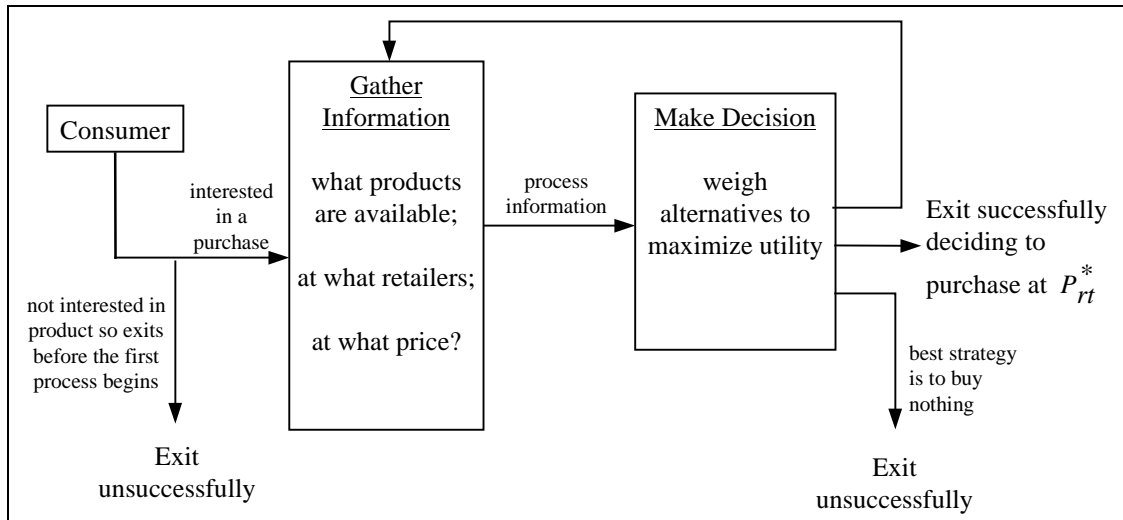 Consumer
interested
in a
purchase
not interested in
product so exits
before the first
process begins
Exit
unsuccessfully
Gather
Information
what products
are available;
at what retailers;
at what price?
process
information
Make Decision
weigh
alternatives to
maximize utility
Exit successfully
deciding to
purchase at P*rt
best strategy
is to buy
nothing
Exit
unsuccessfully